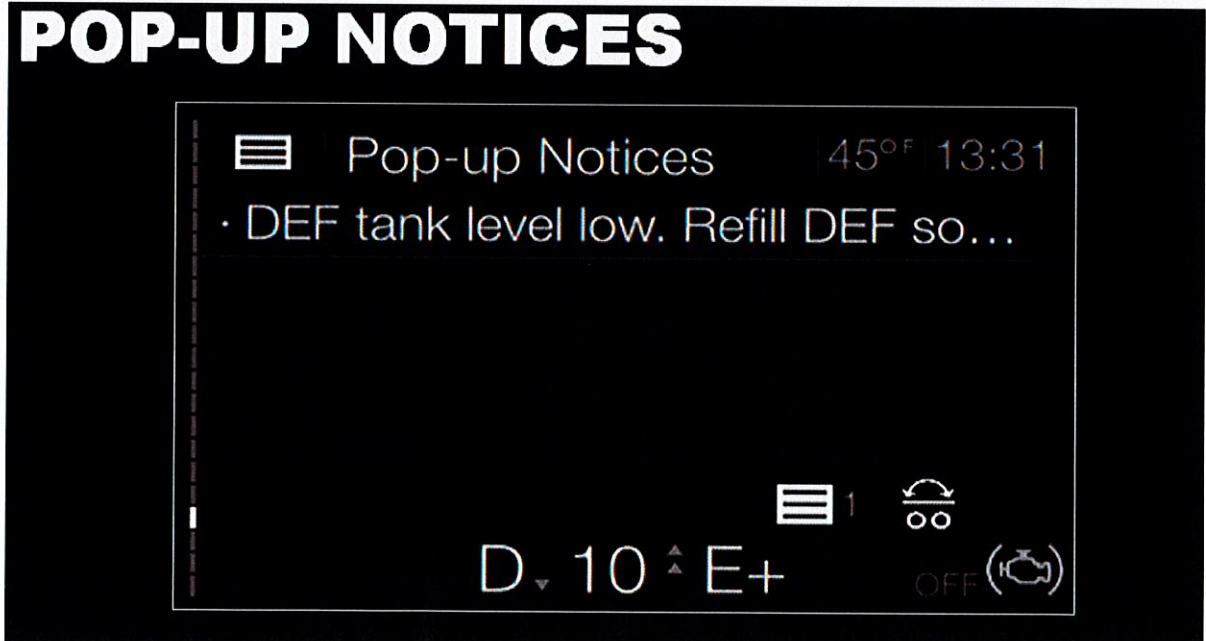 POP-UP NOTICES
Pop-up Notices 45°F 13:31
· DEF tank level low. Refill DEF so...
1
D 10 E+
OFF